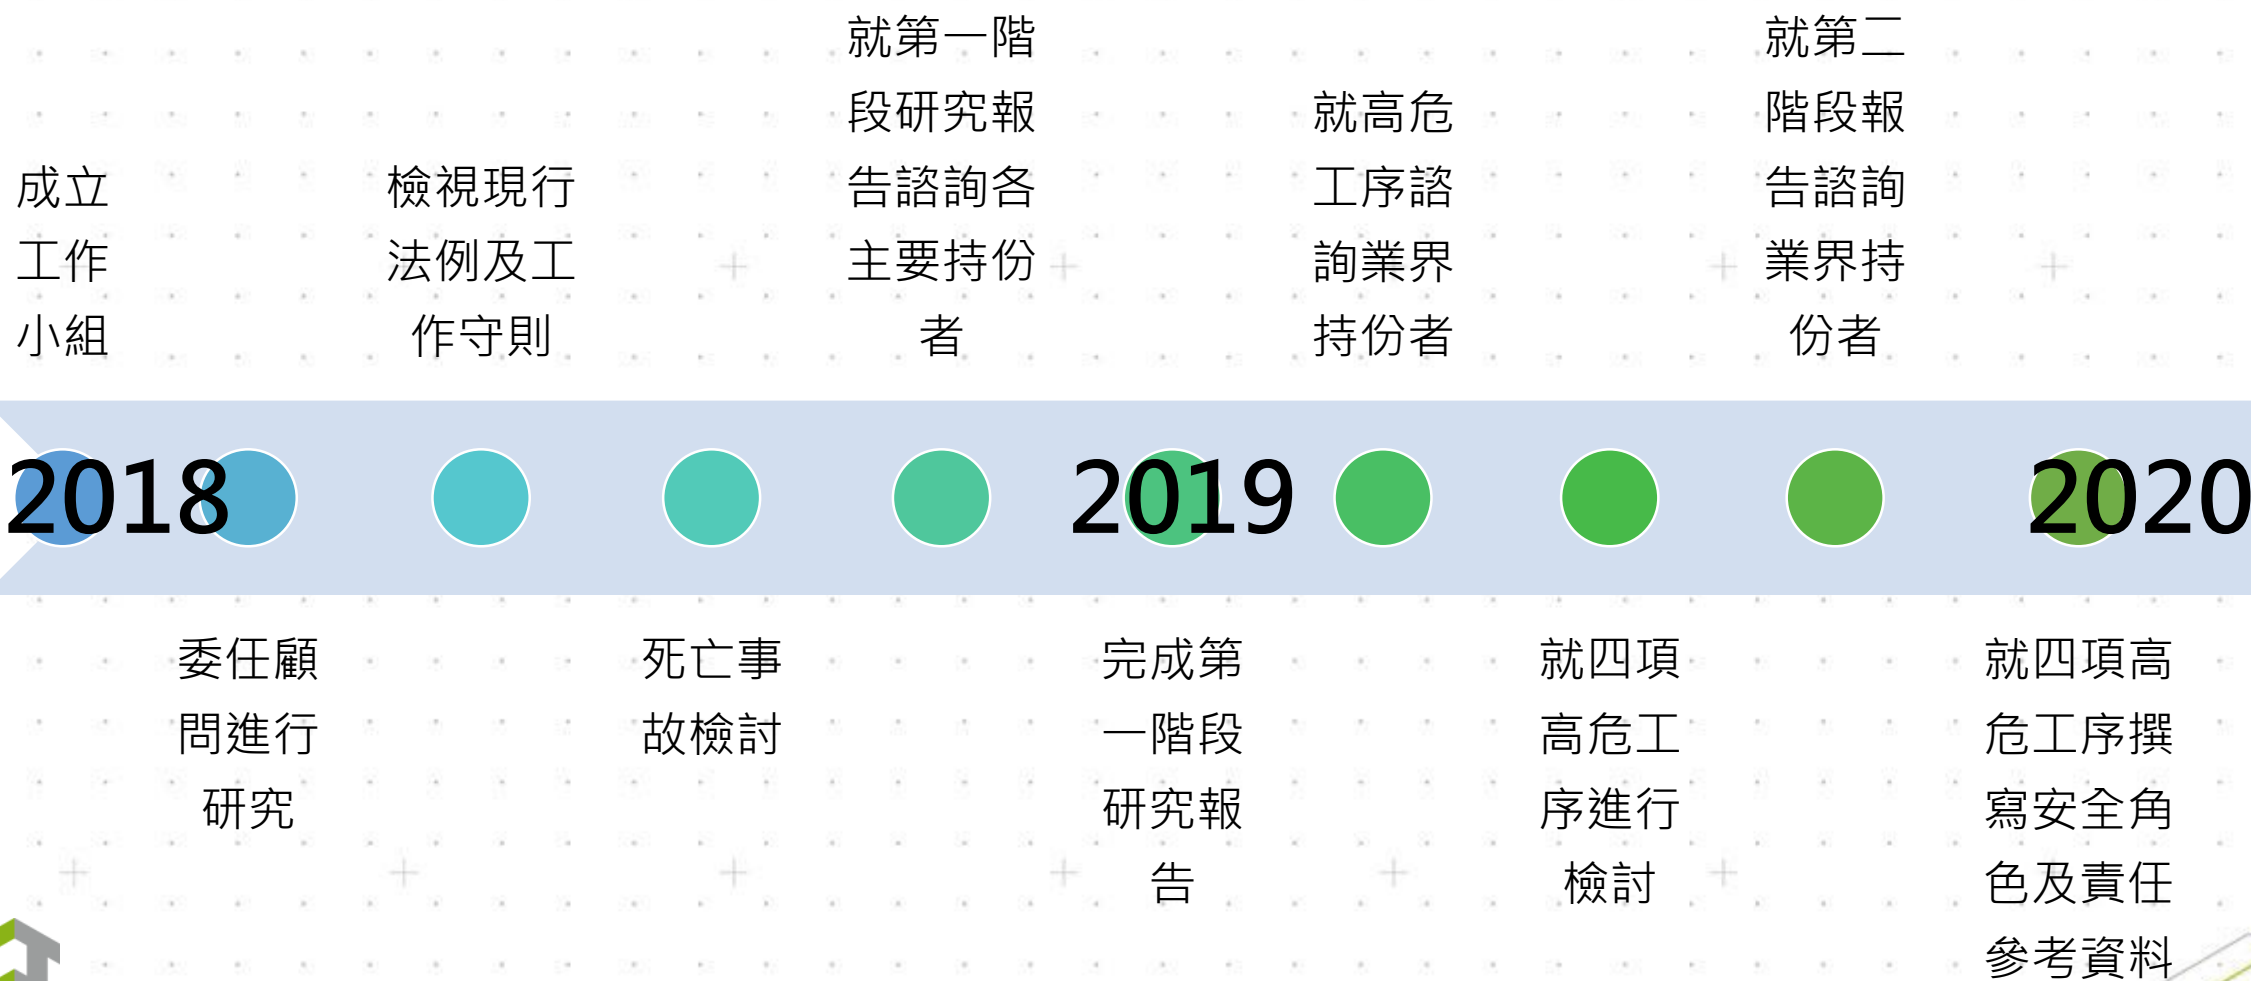 成立
工作
小組
檢視現行
法例及工
作守則
就第一階
段研究報
告諮詢各
主要持份
者
就高危
工序諮
詢業界
持份者
就第二
階段報
告諮詢
業界持
份者
2018
2019
2020
委任顧
問進行
研究
死亡事
故檢討
完成第
一階段
研究報
告
就四項
高危工
序進行
檢討
就四項高
危工序撰
寫安全角
色及責任
參考資料